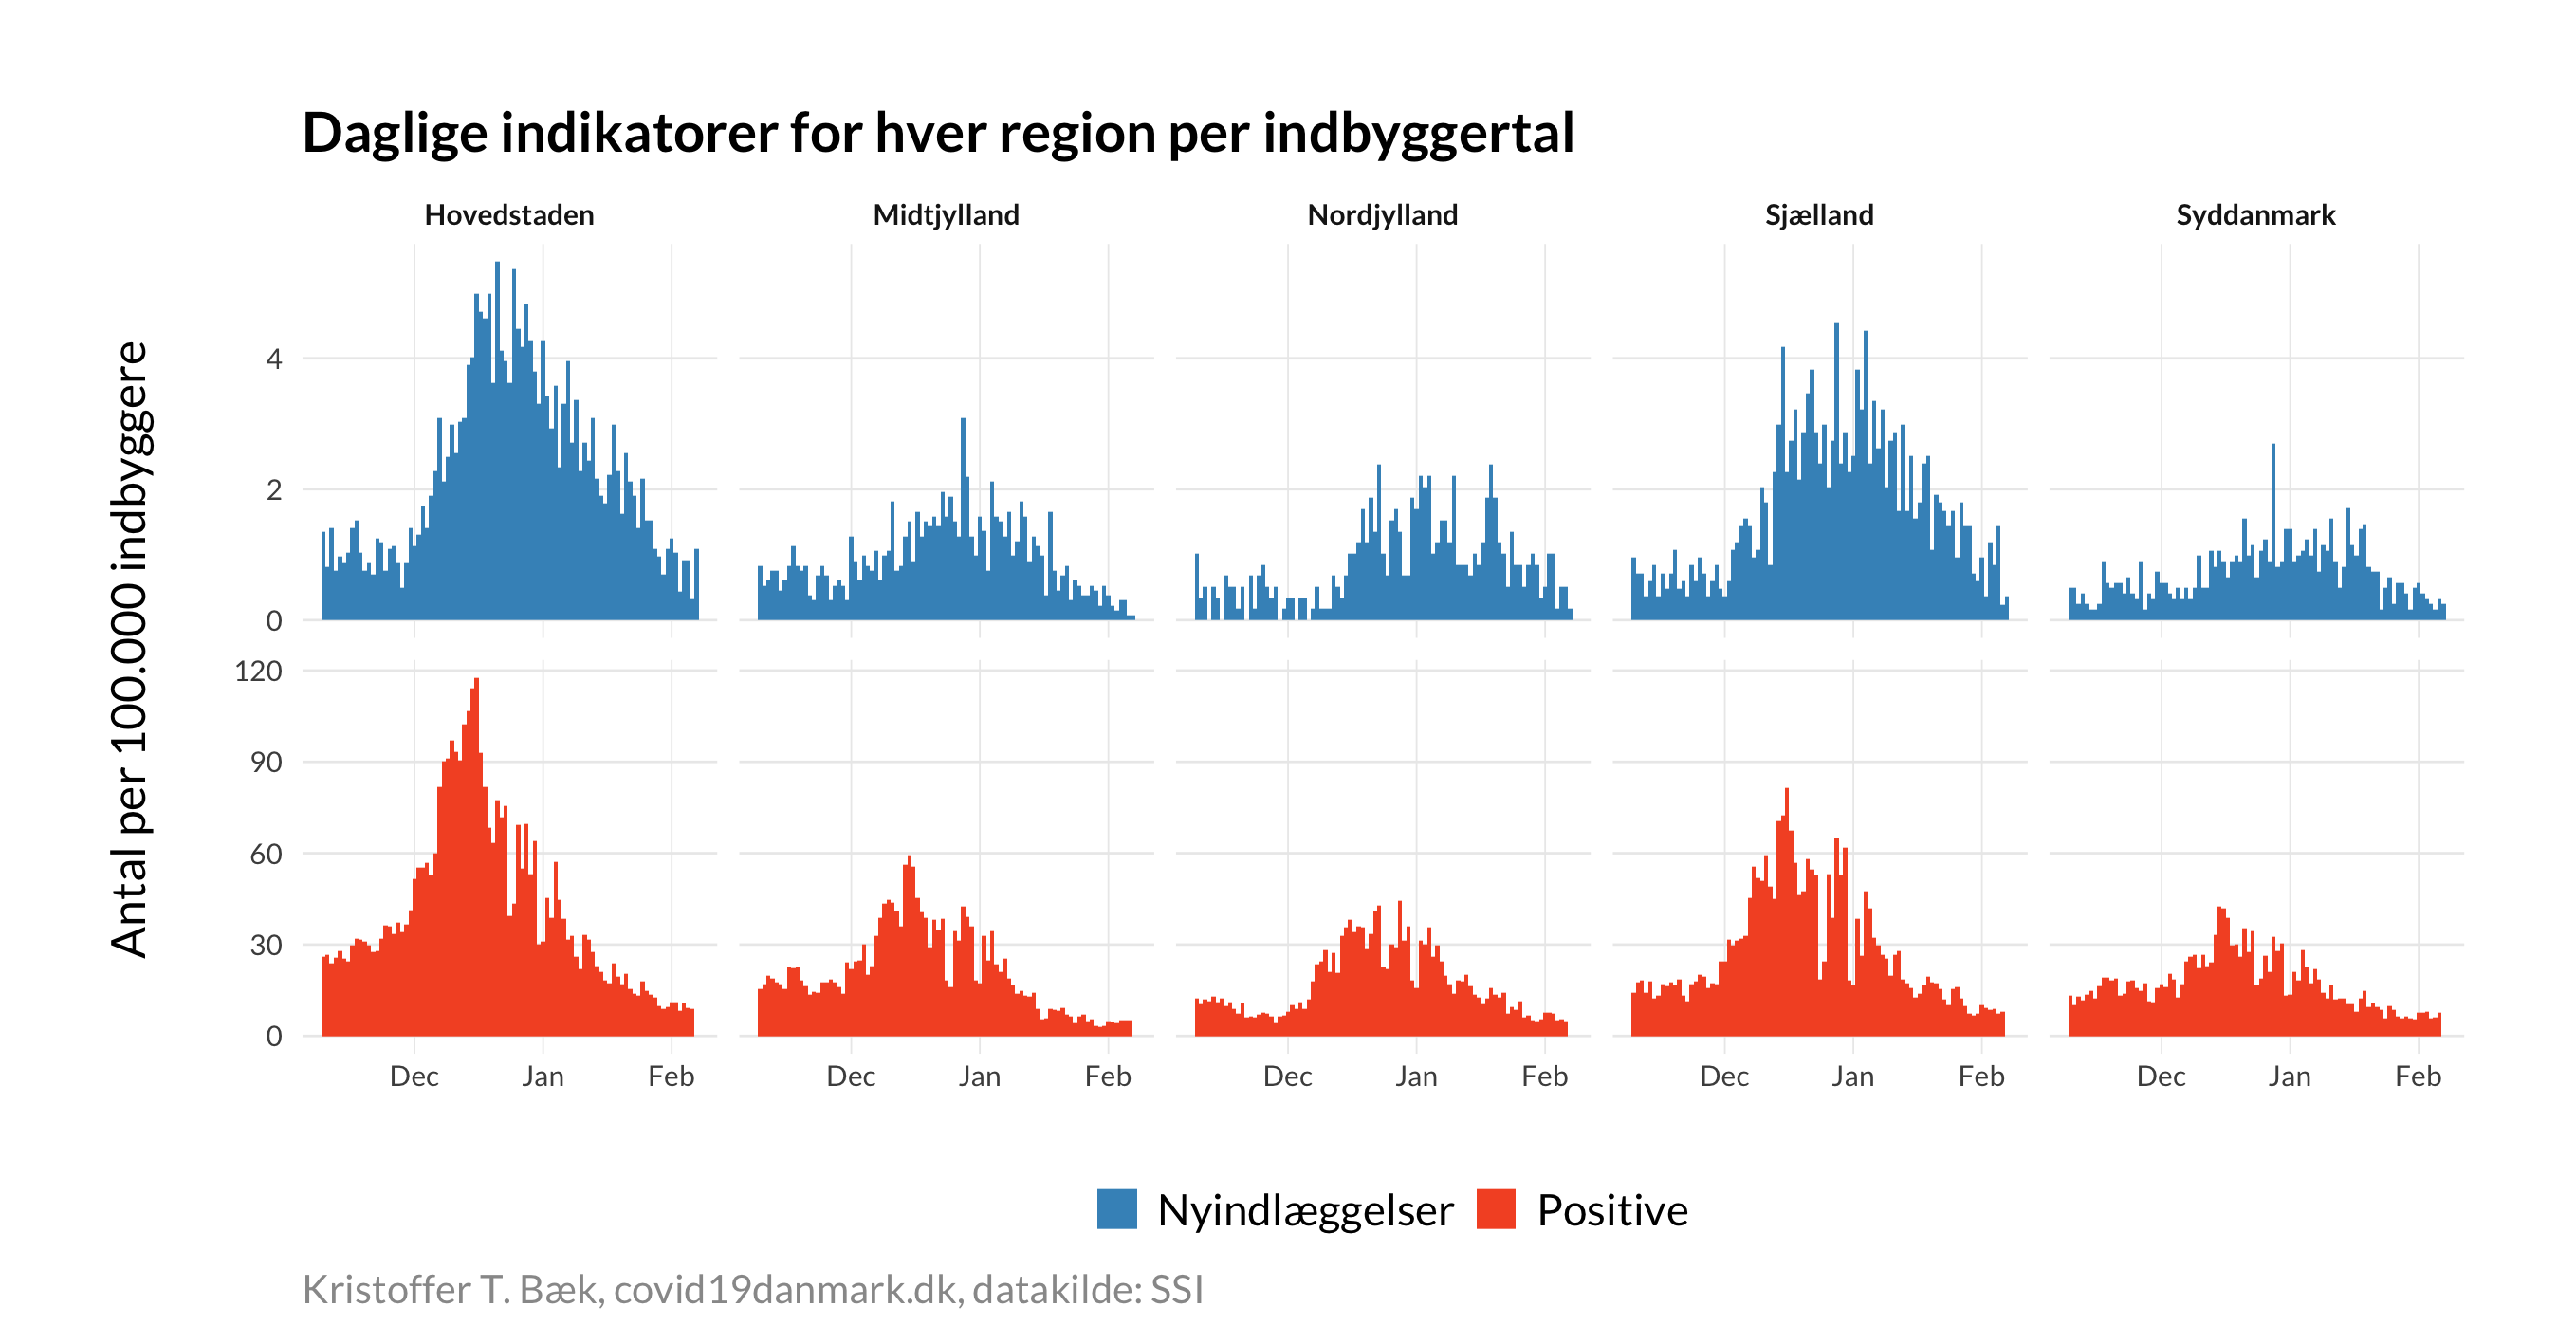 Daglige indikatorer for hver region per indbyggertal
Hovedstaden Midtjylland Nordjylland Sjælland Syddanmark
Antal per 100.000 indbyggere
4
2
0
120
90
60
30
0
Dec Jan Feb Dec Jan Feb Dec Jan Feb Dec Jan Feb Dec Jan Feb
Nyindlæggelser Positive
Kristoffer T. Bæk, covid19danmark.dk, datakilde: SSI